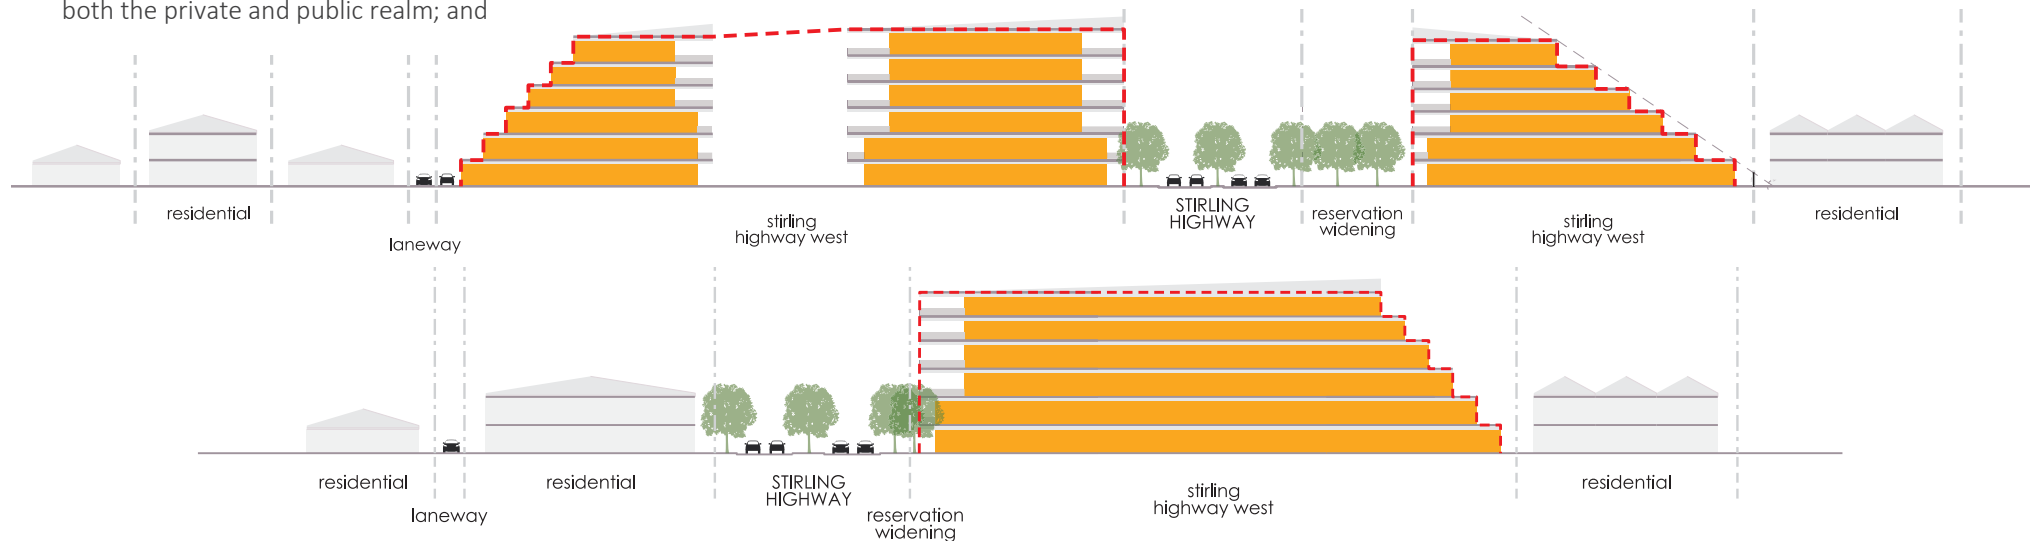 both the private and public realm; and
residential
laneway
stirling
highway west
STIRLING
HIGHWAY
reservation
widening
stirling
highway west
residential
residential
laneway
residential
STIRLING
HIGHWAY
reservation
widening
stirling
highway west
residential